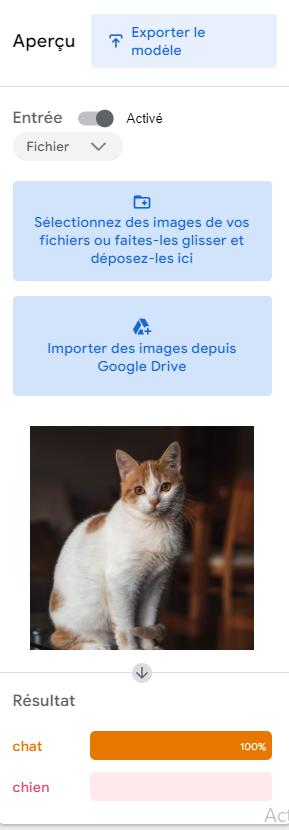 Aperçu
Exporter le
modèle
Entrée
Activé
Fichier
Sélectionnez des images de vos
fichiers ou faites-les glisser et
déposez-les ici
Importer des images depuis
Google Drive
Résultat
chat
100%
chien
Act